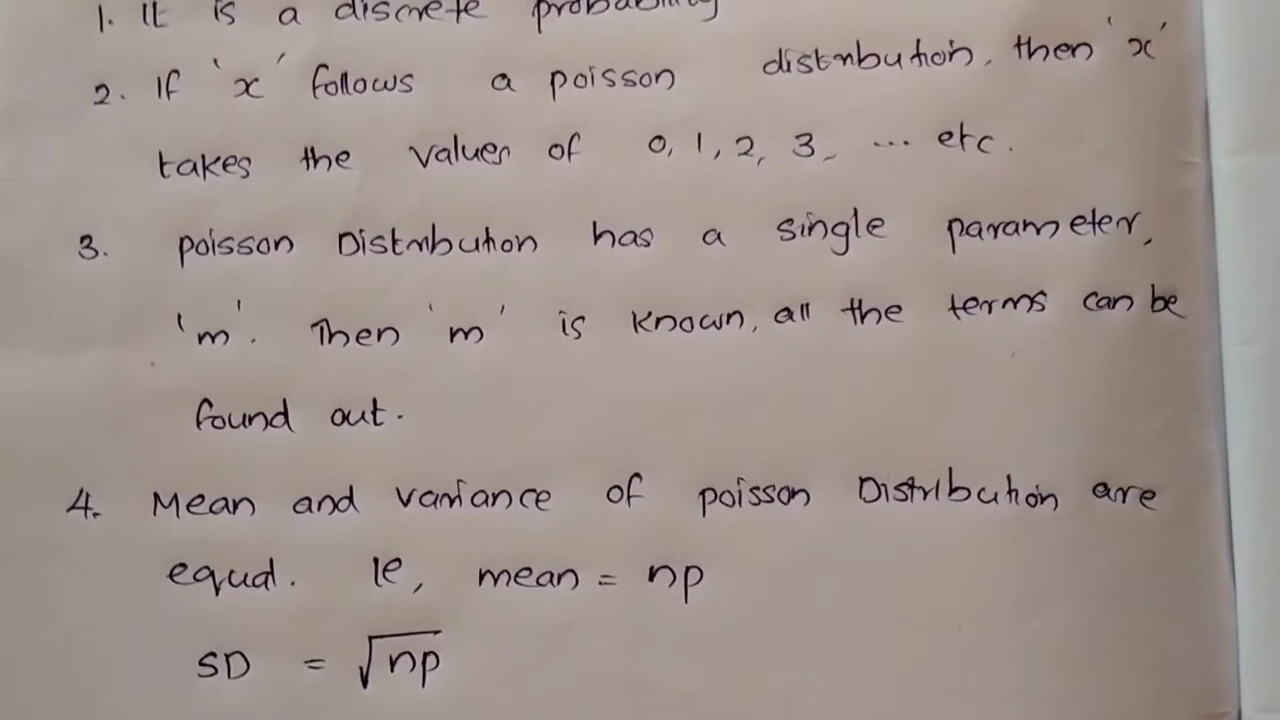 1. It is a discrete probability
2. If 'x' follows a poisson distribution, then 'x'
takes the values of 0, 1, 2, 3, ... etc.
3. poisson Distribution has a single parameter,
'm'. Then 'm' is known, all the terms can be
found out.
4. Mean and variance of poisson Distribution are
equal. Ie, mean = np
SD = √np